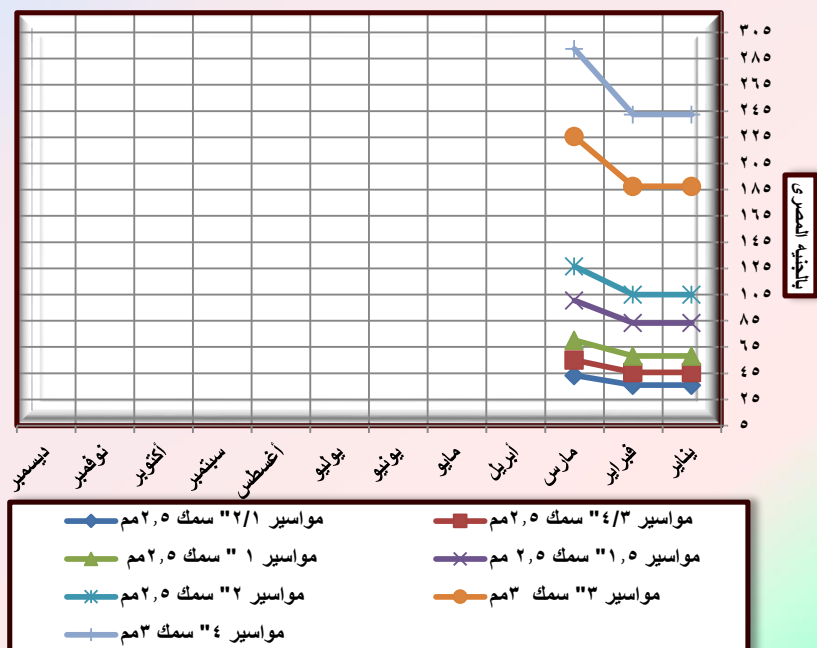 ٣٠٥
٢٨٥
٢٦٥
٢٤٥
٢٢٥
٢٠٥
١٨٥
١٦٥
١٤٥
١٢٥
١٠٥
٨٥
٦٥
٤٥
٢٥
٥
بالجنيه المصرى
يناير
فبراير
مارس
أبريل
مايو
يونيو
يوليو
أغسطس
سبتمبر
أكتوبر
نوفمبر
ديسمبر
مواسير ٤/٣" سمك ٢,٥مم
مواسير ٢/١" سمك ٢,٥مم
مواسير ١,٥" سمك ٢,٥ مم
مواسير ١ " سمك ٢,٥مم
مواسير ٣" سمك ٣مم
مواسير ٢" سمك ٢,٥مم
مواسير ٤" سمك ٣مم